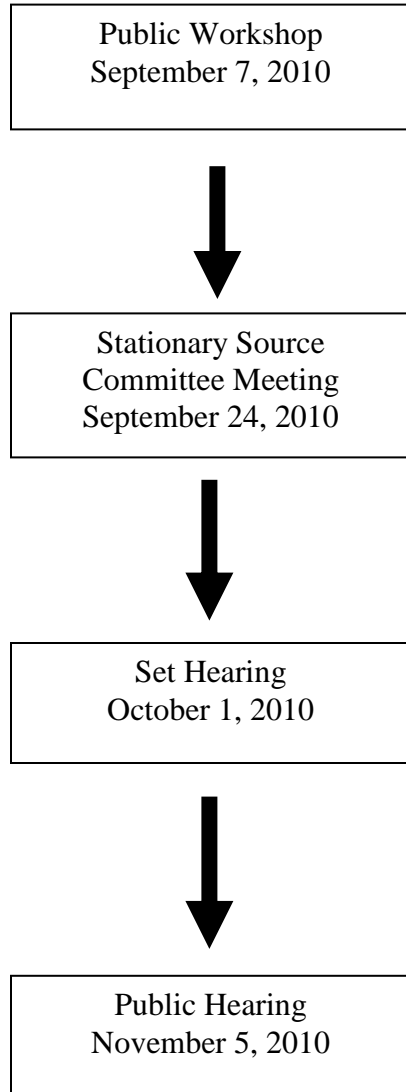 Public Workshop
September 7, 2010
Stationary Source
Committee Meeting
September 24, 2010
Set Hearing
October 1, 2010
Public Hearing
November 5, 2010